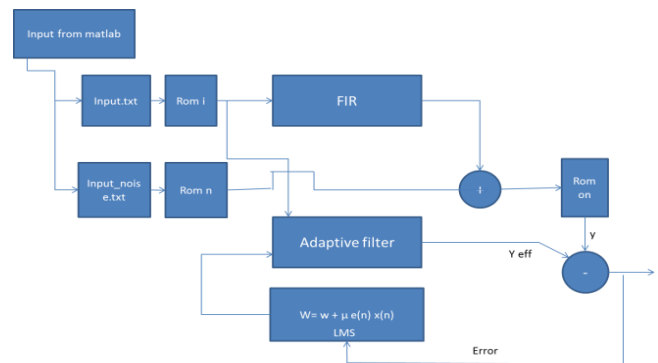 Input from matlab
Input.txt
Rom i
FIR
Input_nois
e.txt
Rom n
;
Rom
on
y
Adaptive filter
Y eff
-
W= w + μ e(n) x(n)
LMS
Error